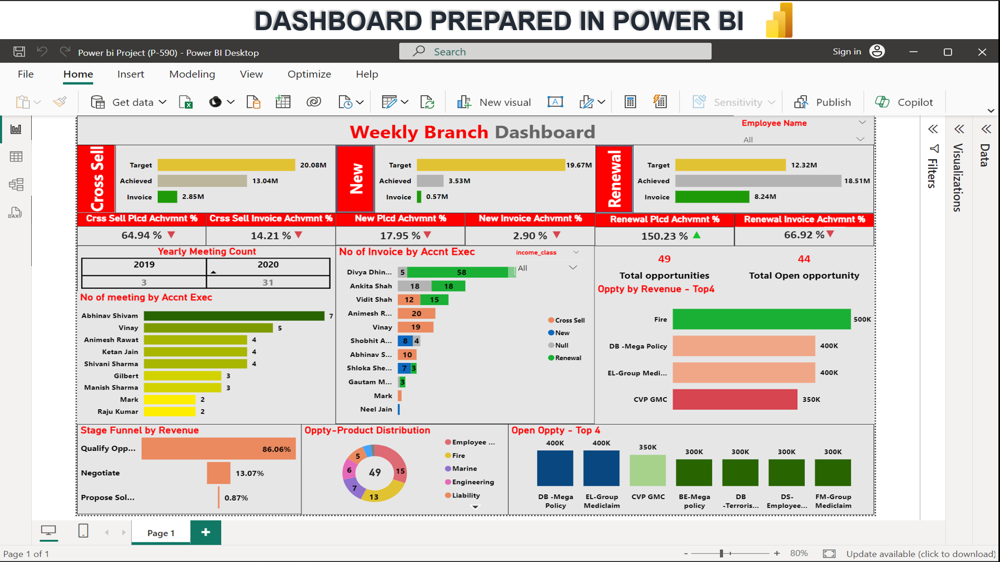 DASHBOARD PREPARED IN POWER BI
Power bi Project (P-590) - Power BI Desktop
Search
Sign in
File Home Insert Modeling View Optimize Help
Get data
New visual
Sensitivity
Publish
Copilot
Weekly Branch Dashboard
Employee Name
All
Cross Sell
Target 20.08M
Achieved 13.04M
Invoice 2.85M
New
Target 19.67M
Achieved 3.53M
Invoice 0.57M
Renewal
Target 12.32M
Achieved 18.51M
Invoice 8.24M
Crss Sell Plcd Achvmnt %
64.94 %
Crss Sell Invoice Achvmnt %
14.21 %
New Plcd Achvmnt %
17.95 %
New Invoice Achvmnt %
2.90 %
Renewal Plcd Achvmnt %
150.23 %
Renewal Invoice Achvmnt %
66.92 %
Yearly Meeting Count
2019 2020
3 31
No of meeting by Accnt Exec
Abhinav Shivam 7
Vinay 5
Animesh Rawat 4
Ketan Jain 4
Shivani Sharma 4
Gilbert 3
Manish Sharma 3
Mark 2
Raju Kumar 2
No of Invoice by Accnt Exec
income_class
All
Divya Dhin... 5 58
Ankita Shah 18 18
Vidit Shah 12 15
Animesh R... 20
Vinay 19
Shobhit A... 8 4
Abhinav S... 10
Shloka She... 7 3
Gautam M... 3
Mark
Neel Jain
Cross Sell
New
Null
Renewal
49
Total opportunities
44
Total Open opportunity
Oppty by Revenue - Top4
Fire 500K
DB -Mega Policy 400K
EL-Group Medi... 400K
CVP GMC 350K
Stage Funnel by Revenue
Qualify Opp... 86.06%
Negotiate 13.07%
Propose Sol... 0.87%
Oppty-Product Distribution
49
15
13
7
6
5
Employee ...
Fire
Marine
Engineering
Liability
Open Oppty - Top 4
400K 400K 350K 300K 300K 300K 300K
DB -Mega EL-Group CVP GMC BE-Mega DB DS- FM-Group
Policy Mediclaim policy -Terroris... Employee... Mediclaim
Filters
Visualizations
Data
DAX
Page 1
Page 1 of 1
- + 80%
Update available (click to download)